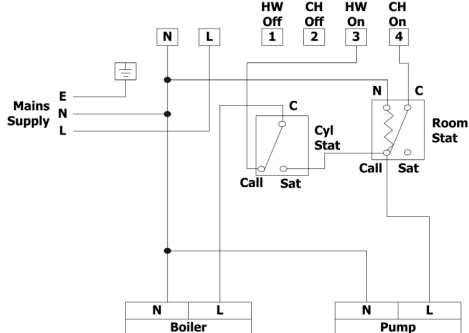 HW CH HW CH
Off Off On On
N L 1 2 3 4
E
Mains Supply
N
L
N C
C
Cyl Stat
Room Stat
Call Sat
Call Sat
N L
Boiler
N L
Pump